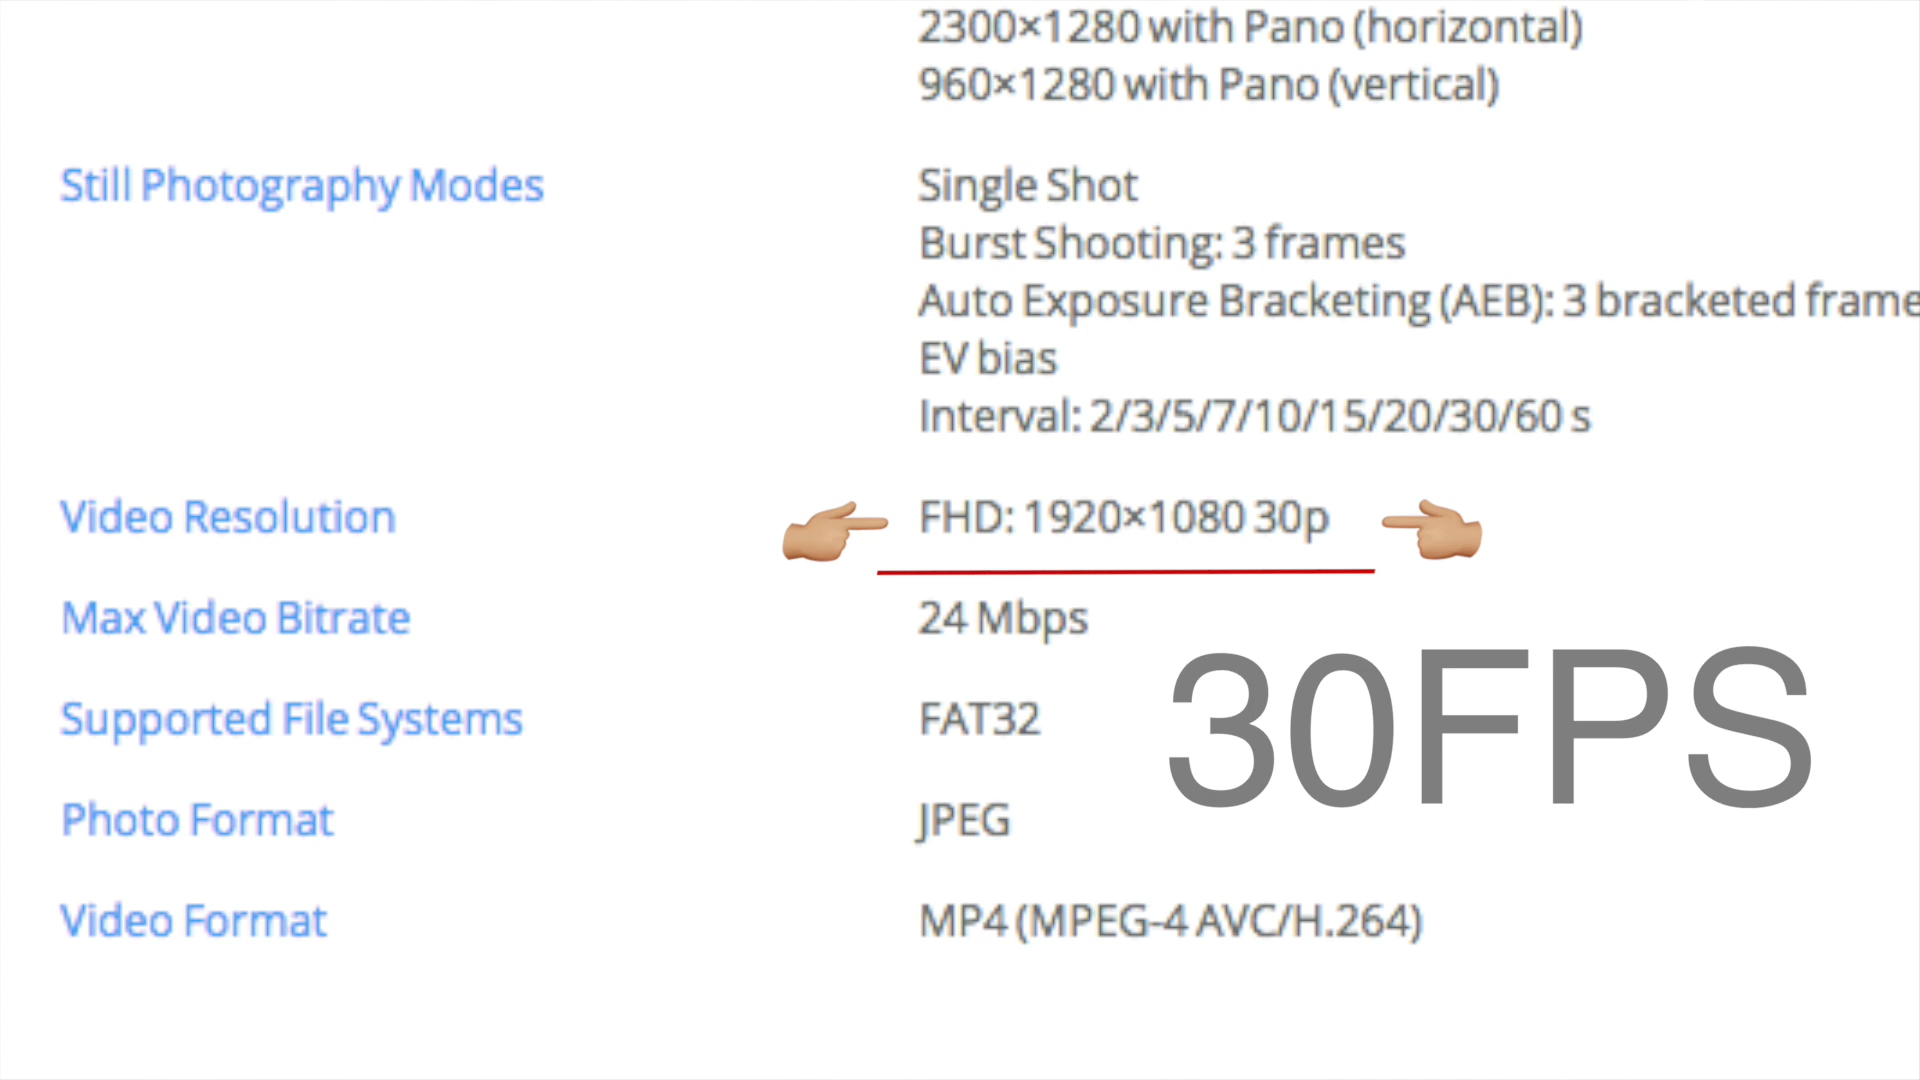 2300×1280 with Pano (horizontal)
960×1280 with Pano (vertical)
Still Photography Modes
Single Shot
Burst Shooting: 3 frames
Auto Exposure Bracketing (AEB): 3 bracketed frame
EV bias
Interval: 2/3/5/7/10/15/20/30/60 s
Video Resolution
FHD: 1920×1080 30p
Max Video Bitrate
24 Mbps
30FPS
Supported File Systems
FAT32
Photo Format
JPEG
Video Format
MP4 (MPEG-4 AVC/H.264)